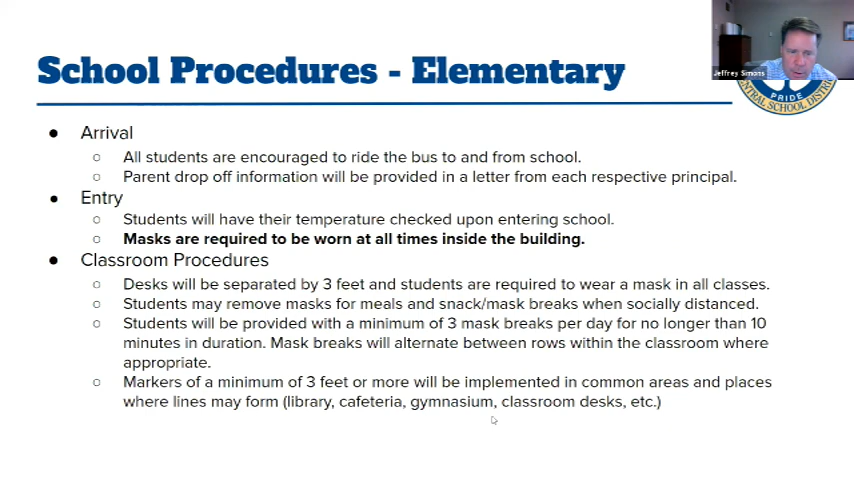 Jeffrey Simons
School Procedures - Elementary
PRIDE
CENTRAL SCHOOL DISTRI
● Arrival
○ All students are encouraged to ride the bus to and from school.
○ Parent drop off information will be provided in a letter from each respective principal.
● Entry
○ Students will have their temperature checked upon entering school.
○ Masks are required to be worn at all times inside the building.
● Classroom Procedures
○ Desks will be separated by 3 feet and students are required to wear a mask in all classes.
○ Students may remove masks for meals and snack/mask breaks when socially distanced.
○ Students will be provided with a minimum of 3 mask breaks per day for no longer than 10
minutes in duration. Mask breaks will alternate between rows within the classroom where
appropriate.
○ Markers of a minimum of 3 feet or more will be implemented in common areas and places
where lines may form (library, cafeteria, gymnasium, classroom desks, etc.)